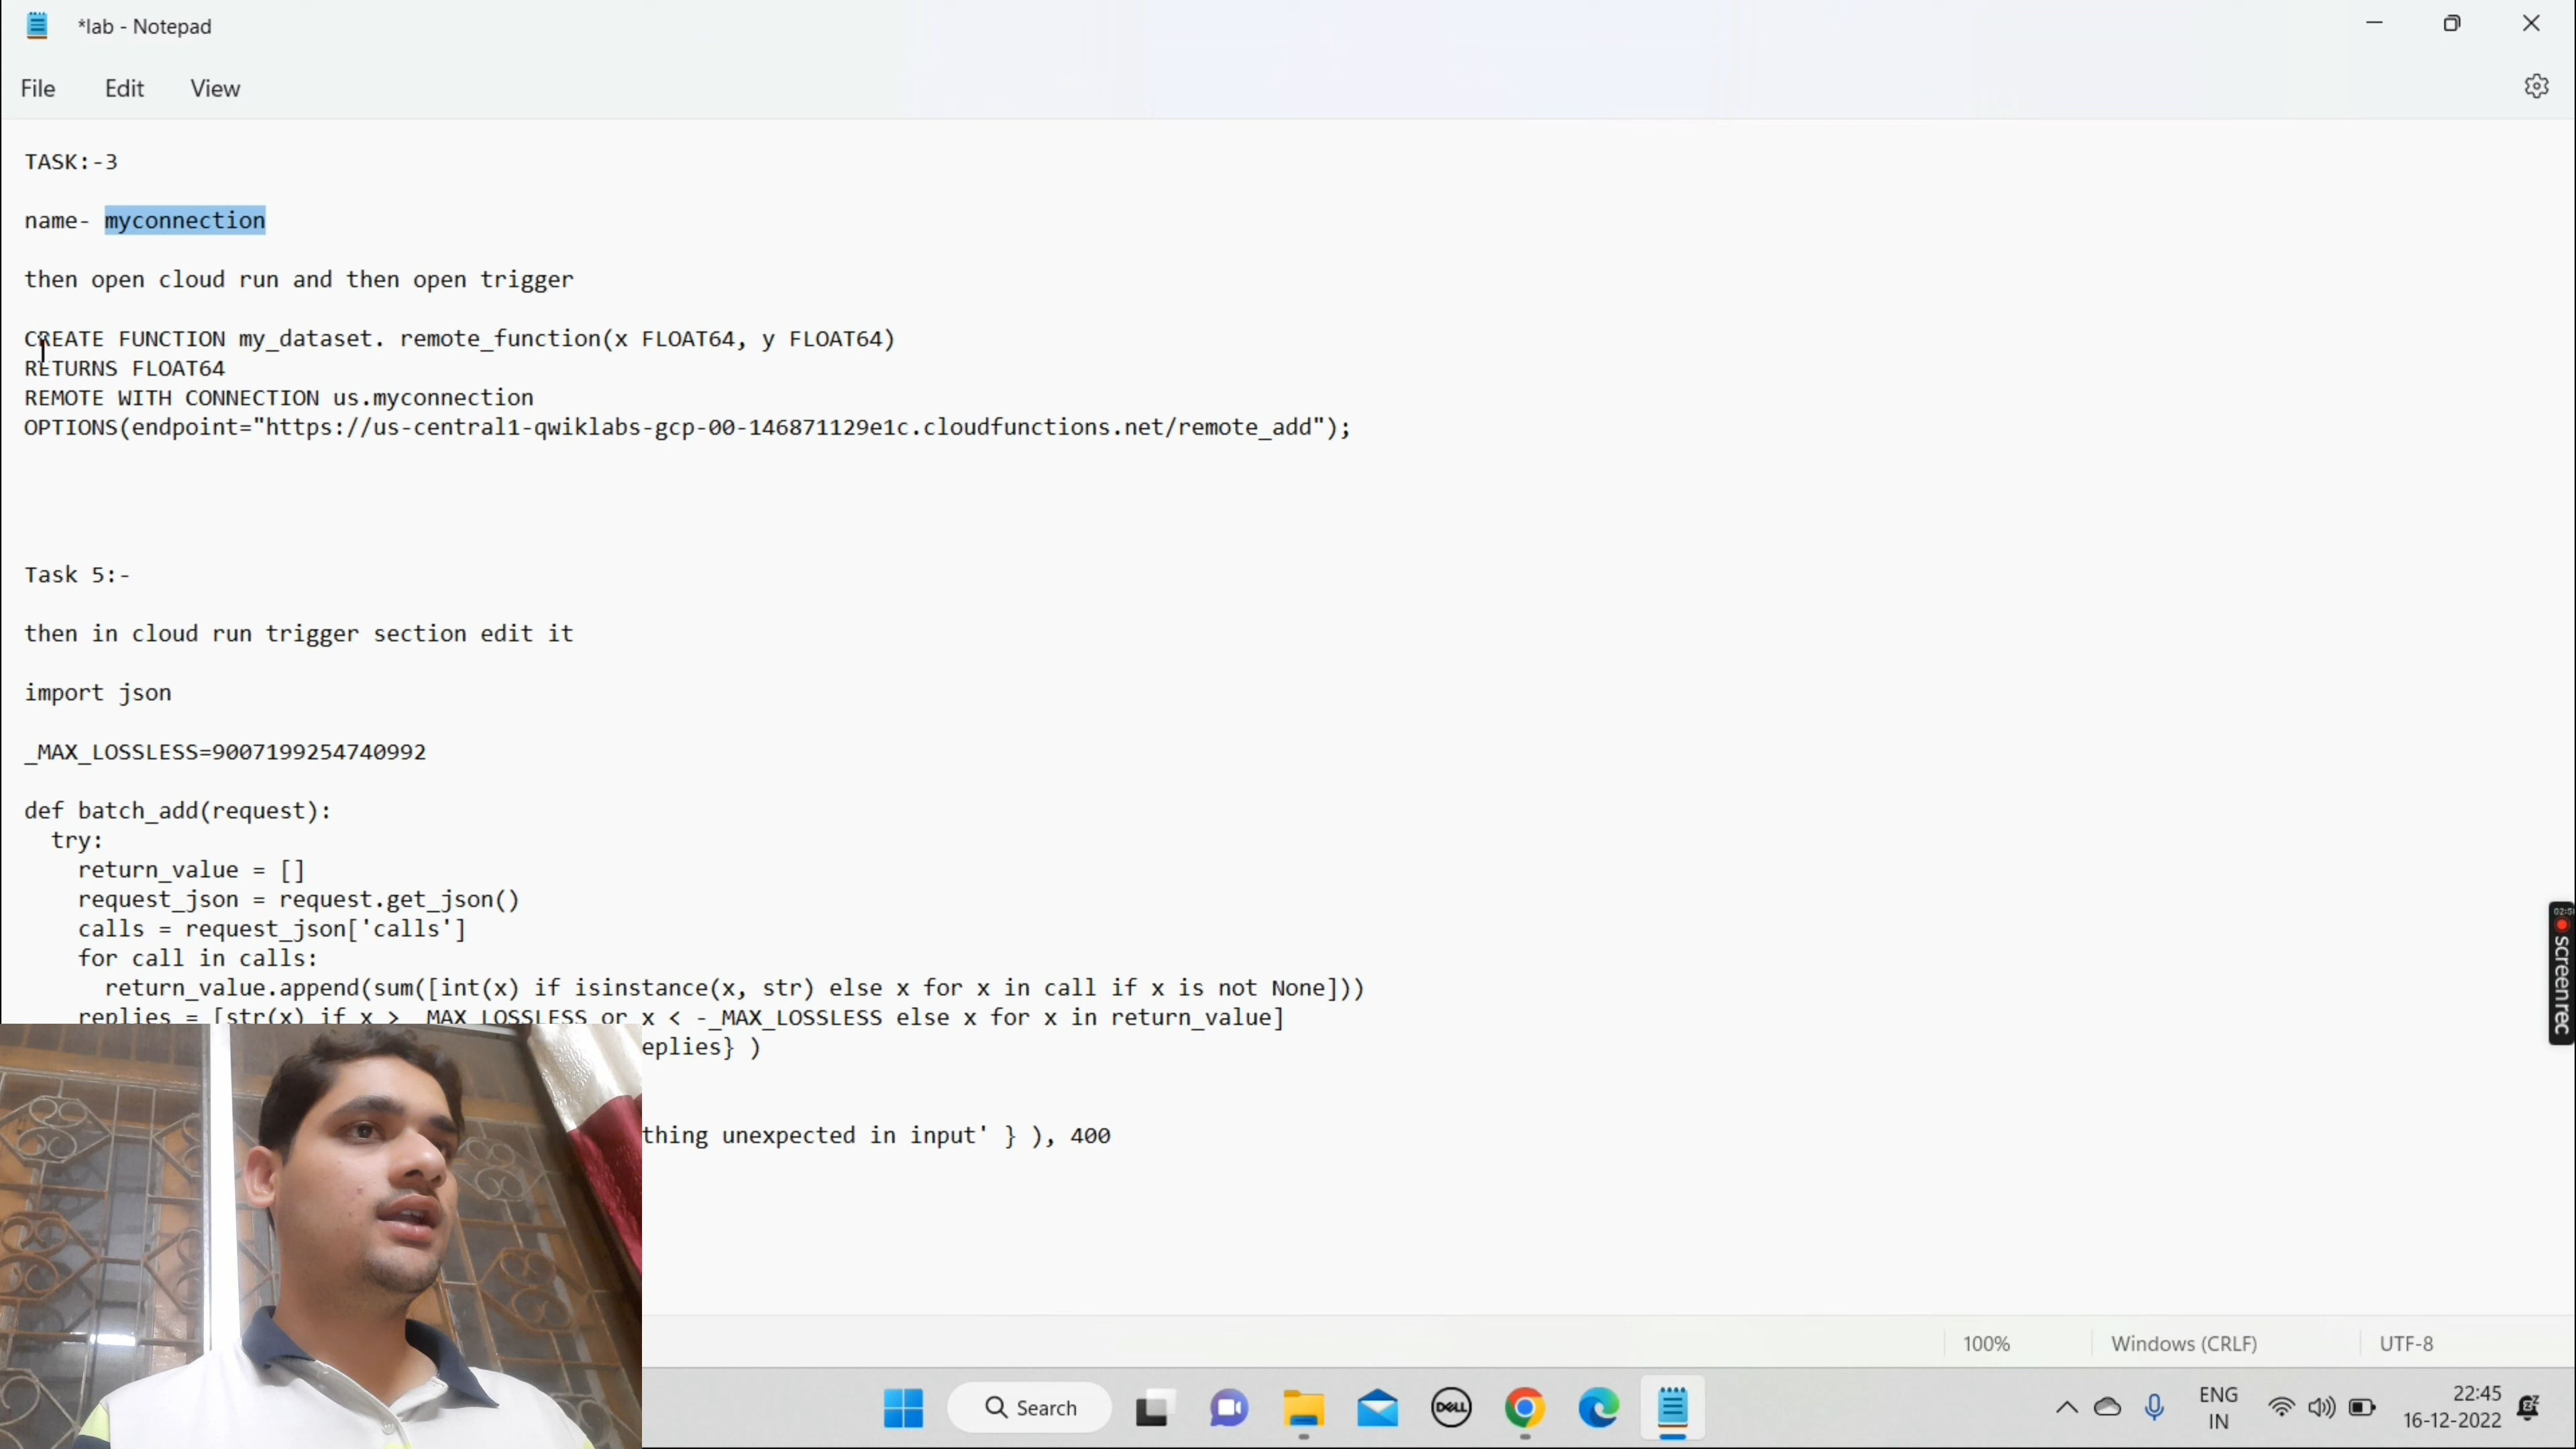 *lab - Notepad
File Edit View
TASK:-3
name- myconnection
then open cloud run and then open trigger
CREATE FUNCTION my_dataset. remote_function(x FLOAT64, y FLOAT64)
RETURNS FLOAT64
REMOTE WITH CONNECTION us.myconnection
OPTIONS(endpoint="https://us-central1-qwiklabs-gcp-00-146871129e1c.cloudfunctions.net/remote_add");
Task 5:-
then in cloud run trigger section edit it
import json
_MAX_LOSSLESS=9007199254740992
def batch_add(request):
try:
return_value = []
request_json = request.get_json()
calls = request_json['calls']
for call in calls:
return_value.append(sum([int(x) if isinstance(x, str) else x for x in call if x is not None]))
replies = [str(x) if x > _MAX_LOSSLESS or x < -_MAX_LOSSLESS else x for x in return_value]
eplies} )
thing unexpected in input' } ), 400
screenrec
100% Windows (CRLF) UTF-8
Search
DELL
ENG
IN
22:45
16-12-2022